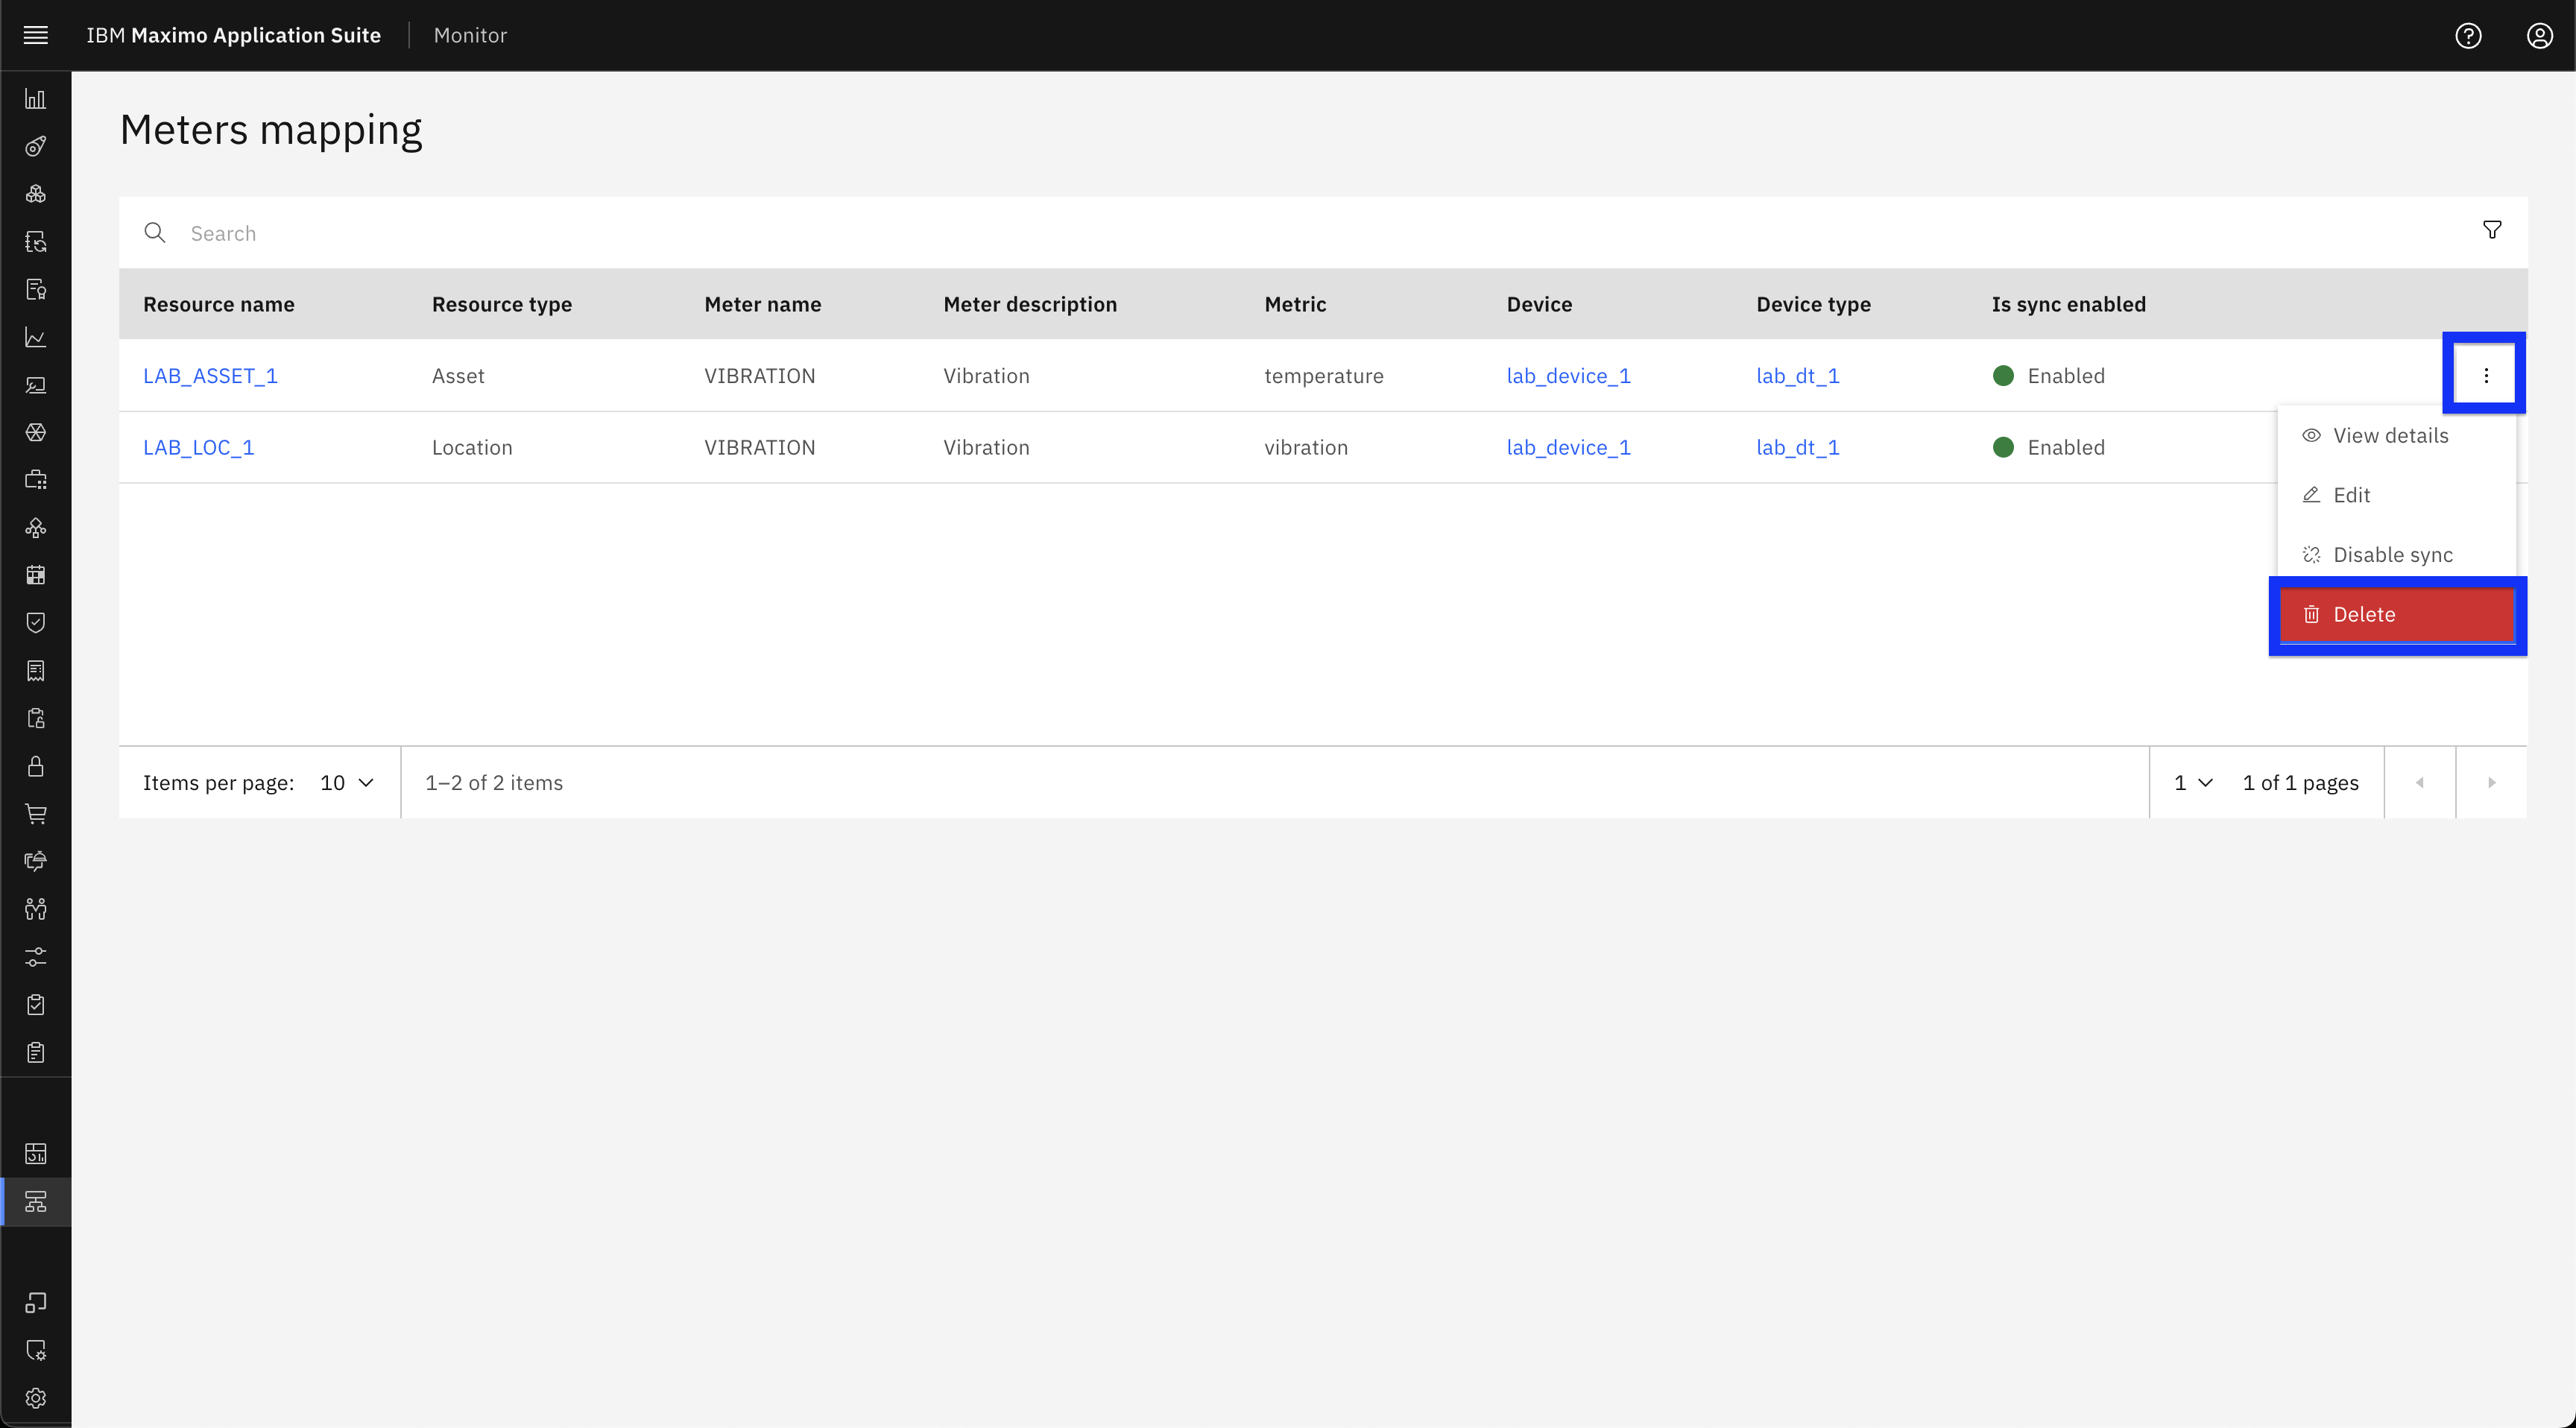 IBM Maximo Application Suite Monitor
Meters mapping
Search
Resource name Resource type Meter name Meter description Metric Device Device type Is sync enabled
LAB_ASSET_1 Asset VIBRATION Vibration temperature lab_device_1 lab_dt_1 Enabled
LAB_LOC_1 Location VIBRATION Vibration vibration lab_device_1 lab_dt_1 Enabled
View details
Edit
Disable sync
Delete
Items per page: 10 1–2 of 2 items 1 1 of 1 pages